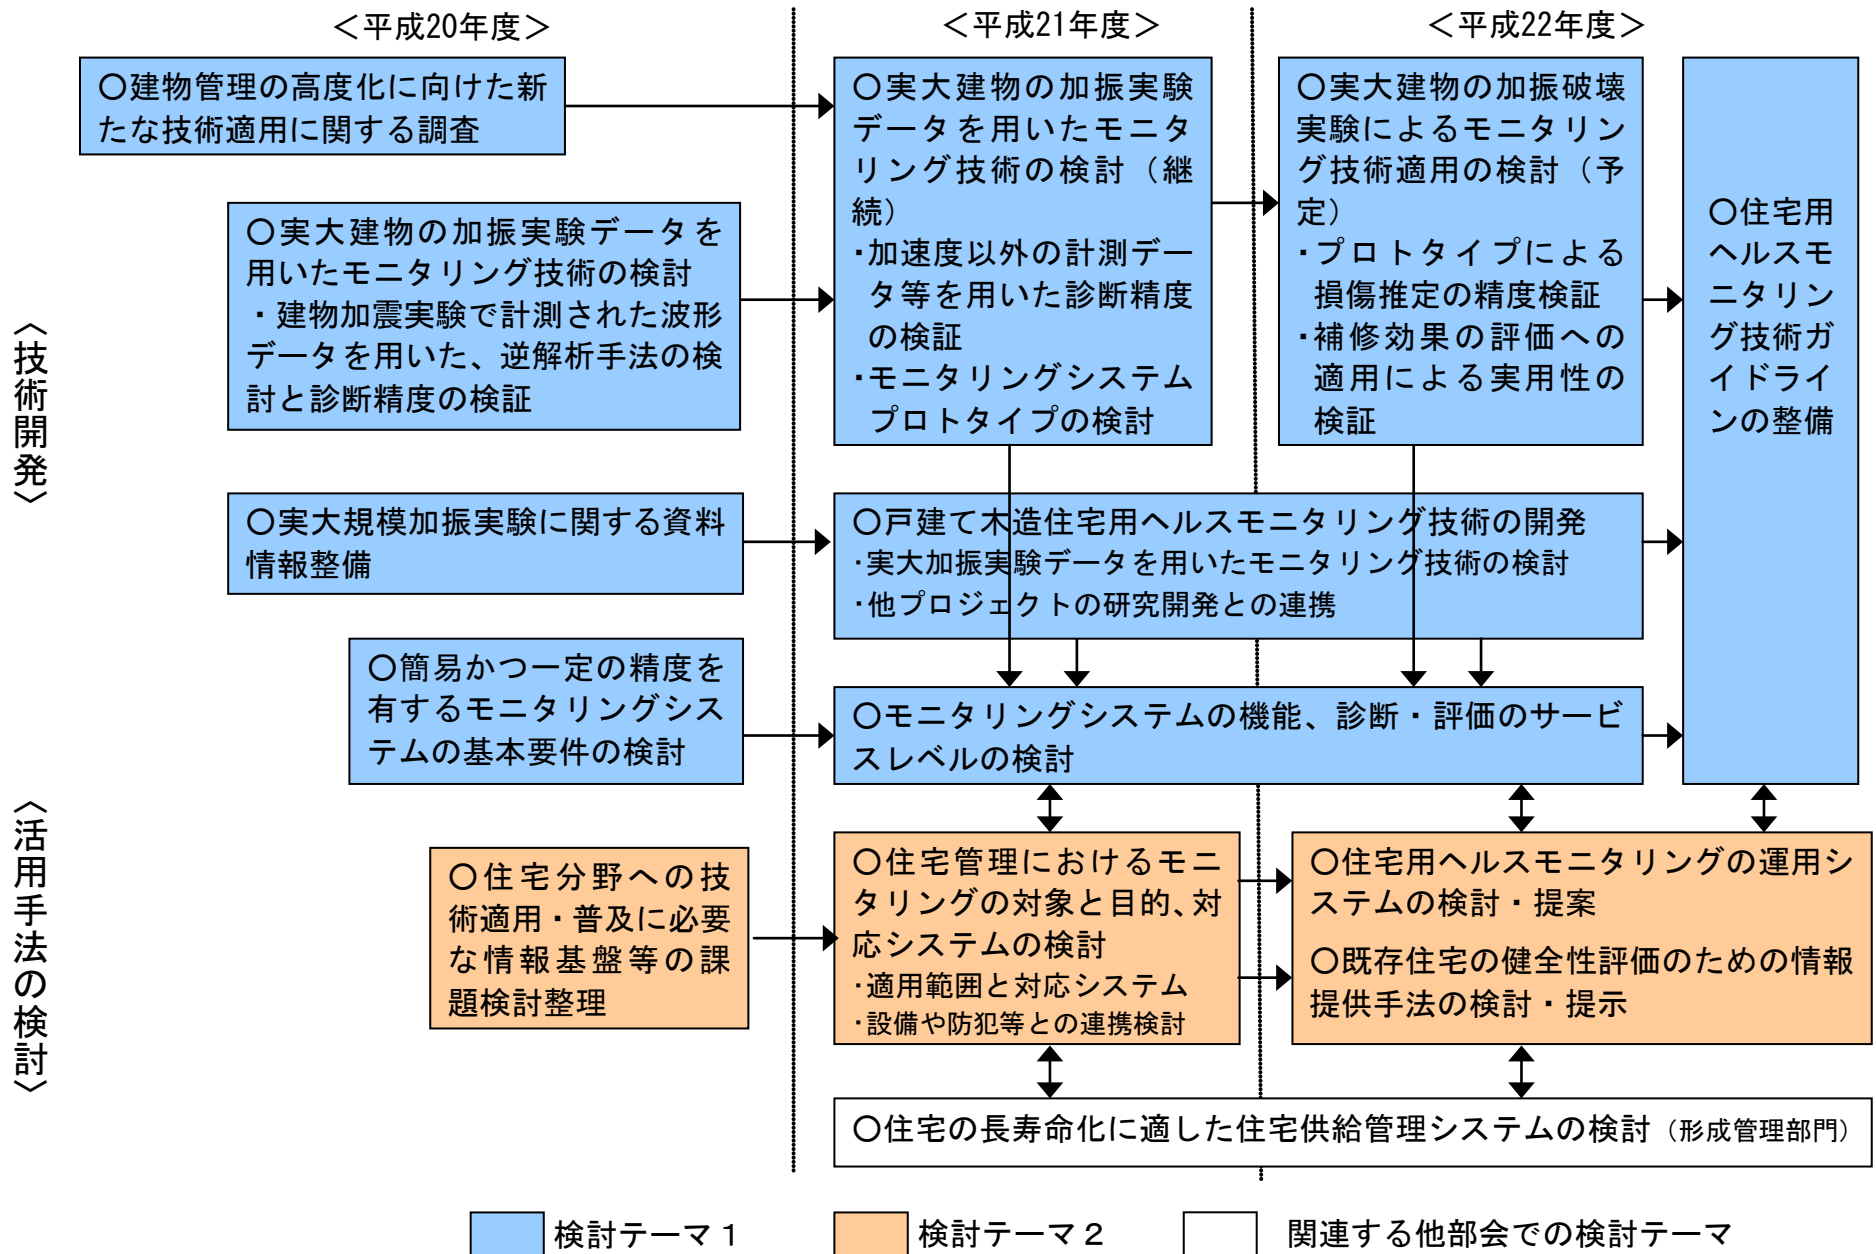 ＜平成20年度＞
＜平成21年度＞
＜平成22年度＞
〈技術開発〉
〈活用手法の検討〉
〇建物管理の高度化に向けた新
たな技術適用に関する調査
〇実大建物の加振実験データを
用いたモニタリング技術の検討
・建物加震実験で計測された波形
データを用いた、逆解析手法の検
討と診断精度の検証
〇実大規模加振実験に関する資料
情報整備
〇簡易かつ一定の精度を
有するモニタリングシス
テムの基本要件の検討
〇住宅分野への技
術適用・普及に必要
な情報基盤等の課
題検討整理
〇実大建物の加振実験
データを用いたモニタ
リング技術の検討（継
続）
・加速度以外の計測デー
タ等を用いた診断精度
の検証
・モニタリングシステム
プロトタイプの検討
〇実大建物の加振破壊
実験によるモニタリン
グ技術適用の検討（予
定）
・プロトタイプによる
損傷推定の精度検証
・補修効果の評価への
適用による実用性の
検証
〇住宅用
ヘルスモ
ニタリン
グ技術ガ
イドライ
ンの整備
〇戸建て木造住宅用ヘルスモニタリング技術の開発
・実大加振実験データを用いたモニタリング技術の検討
・他プロジェクトの研究開発との連携
〇モニタリングシステムの機能、診断・評価のサービ
スレベルの検討
〇住宅管理におけるモニ
タリングの対象と目的、対
応システムの検討
・適用範囲と対応システム
・設備や防犯等との連携検討
〇住宅用ヘルスモニタリングの運用シ
ステムの検討・提案
〇既存住宅の健全性評価のための情報
提供手法の検討・提示
〇住宅の長寿命化に適した住宅供給管理システムの検討（形成管理部門）
検討テーマ１
検討テーマ２
関連する他部会での検討テーマ